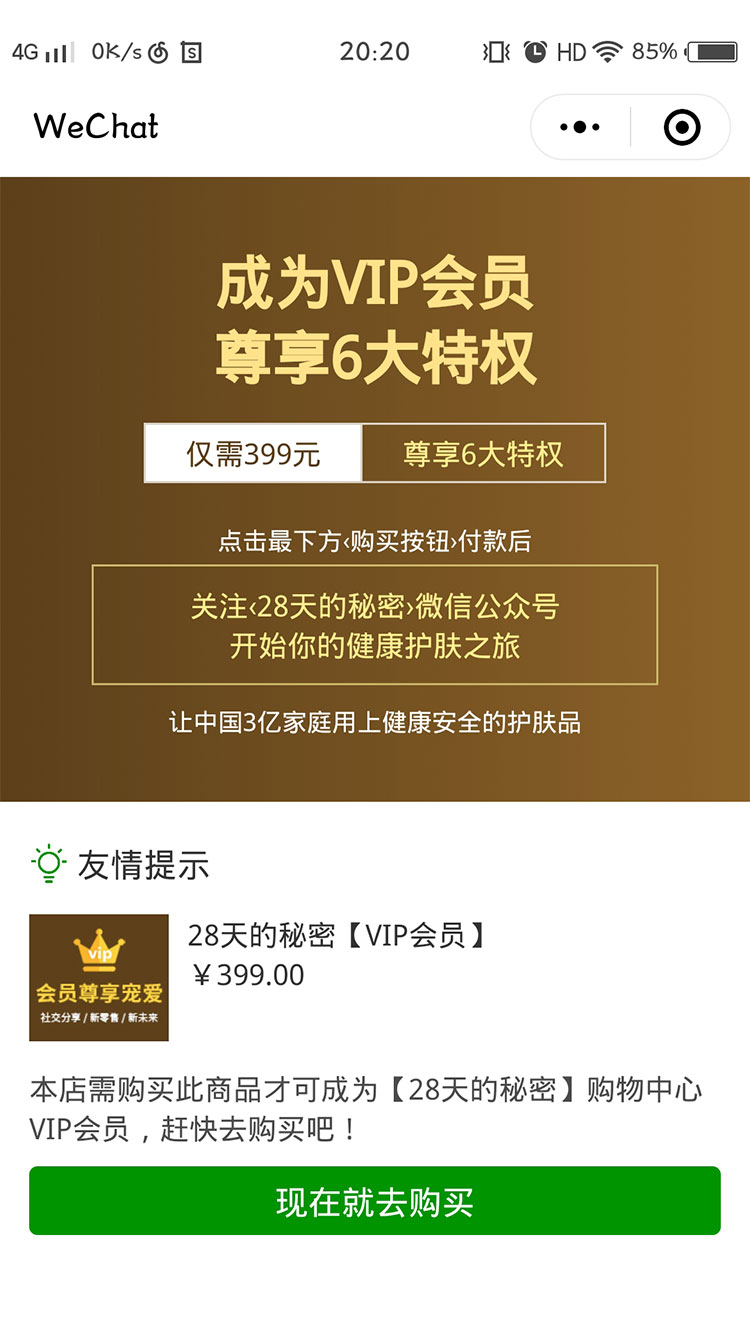 4G 0K/s S 20:20 HD 85%
WeChat
成为VIP会员
尊享6大特权
仅需399元 尊享6大特权
点击最下方‹购买按钮›付款后
关注‹28天的秘密›微信公众号
开始你的健康护肤之旅
让中国3亿家庭用上健康安全的护肤品
友情提示
28天的秘密【VIP会员】
￥399.00
vip
会员尊享宠爱
社交分享 / 新零售 / 新未来
本店需购买此商品才可成为【28天的秘密】购物中心
VIP会员，赶快去购买吧！
现在就去购买